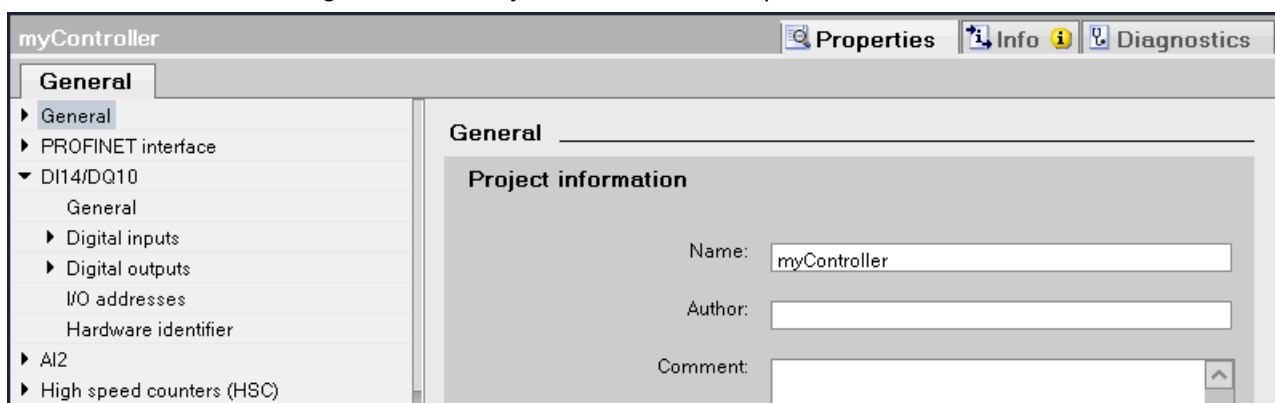 myController Properties Info Diagnostics
General
General
PROFINET interface
DI14/DQ10
General
Digital inputs
Digital outputs
I/O addresses
Hardware identifier
AI2
High speed counters (HSC)
General
Project information
Name: myController
Author:
Comment: